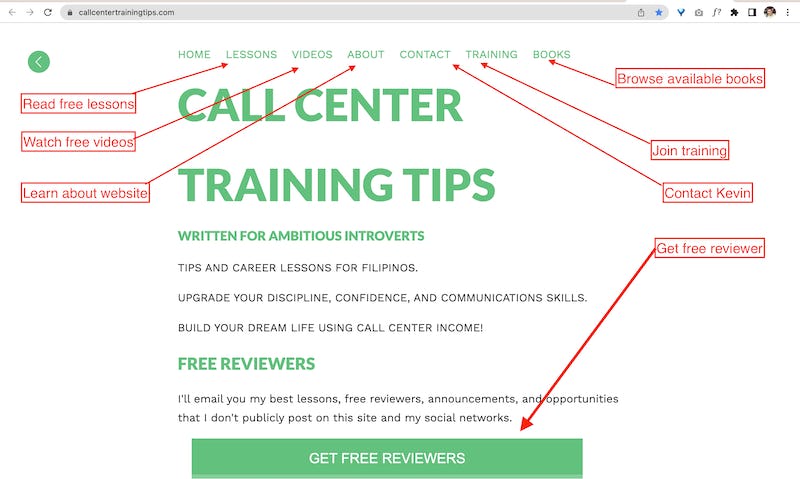 callcentertrainingtips.com
HOME LESSONS VIDEOS ABOUT CONTACT TRAINING BOOKS
Browse available books
Read free lessons
CALL CENTER
Watch free videos
Join training
TRAINING TIPS
Learn about website
Contact Kevin
WRITTEN FOR AMBITIOUS INTROVERTS
Get free reviewer
TIPS AND CAREER LESSONS FOR FILIPINOS.
UPGRADE YOUR DISCIPLINE, CONFIDENCE, AND COMMUNICATIONS SKILLS.
BUILD YOUR DREAM LIFE USING CALL CENTER INCOME!
FREE REVIEWERS
I'll email you my best lessons, free reviewers, announcements, and opportunities
that I don't publicly post on this site and my social networks.
GET FREE REVIEWERS